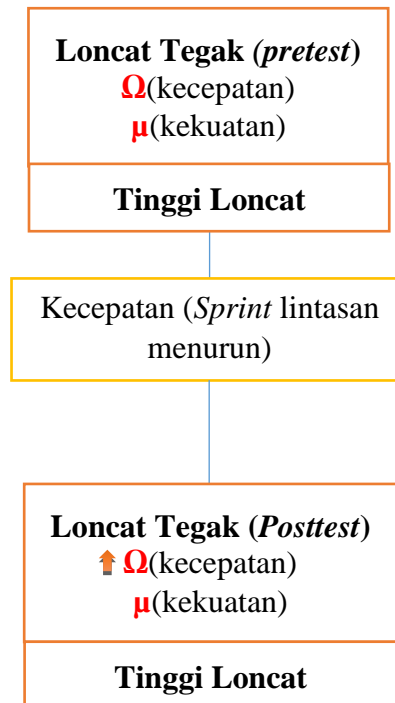 Loncat Tegak (pretest)
Ω(kecepatan)
μ(kekuatan)
Tinggi Loncat
Kecepatan (Sprint lintasan
menurun)
Loncat Tegak (Posttest)
Ω(kecepatan)
μ(kekuatan)
Tinggi Loncat